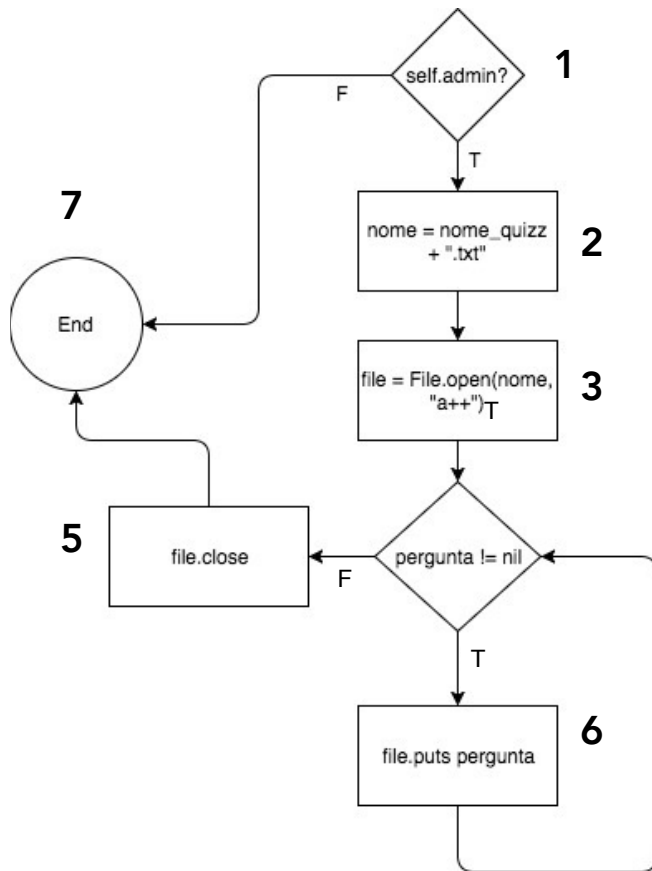 1
self.admin?
F
T
7
nome = nome_quizz
+ ".txt"
2
End
file = File.open(nome,
"a++")
T
3
5
file.close
F
pergunta != nil
T
6
file.puts pergunta